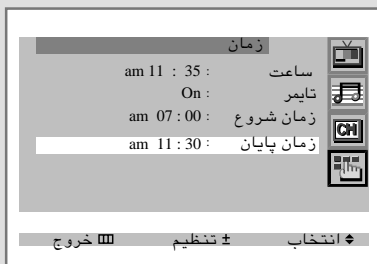 زمان
ساعت : am 11 : 35
تایمر : On
زمان شروع : am 07 : 00
زمان پایان : am 11 : 30
CH
انتخاب ± تنظیم خروج